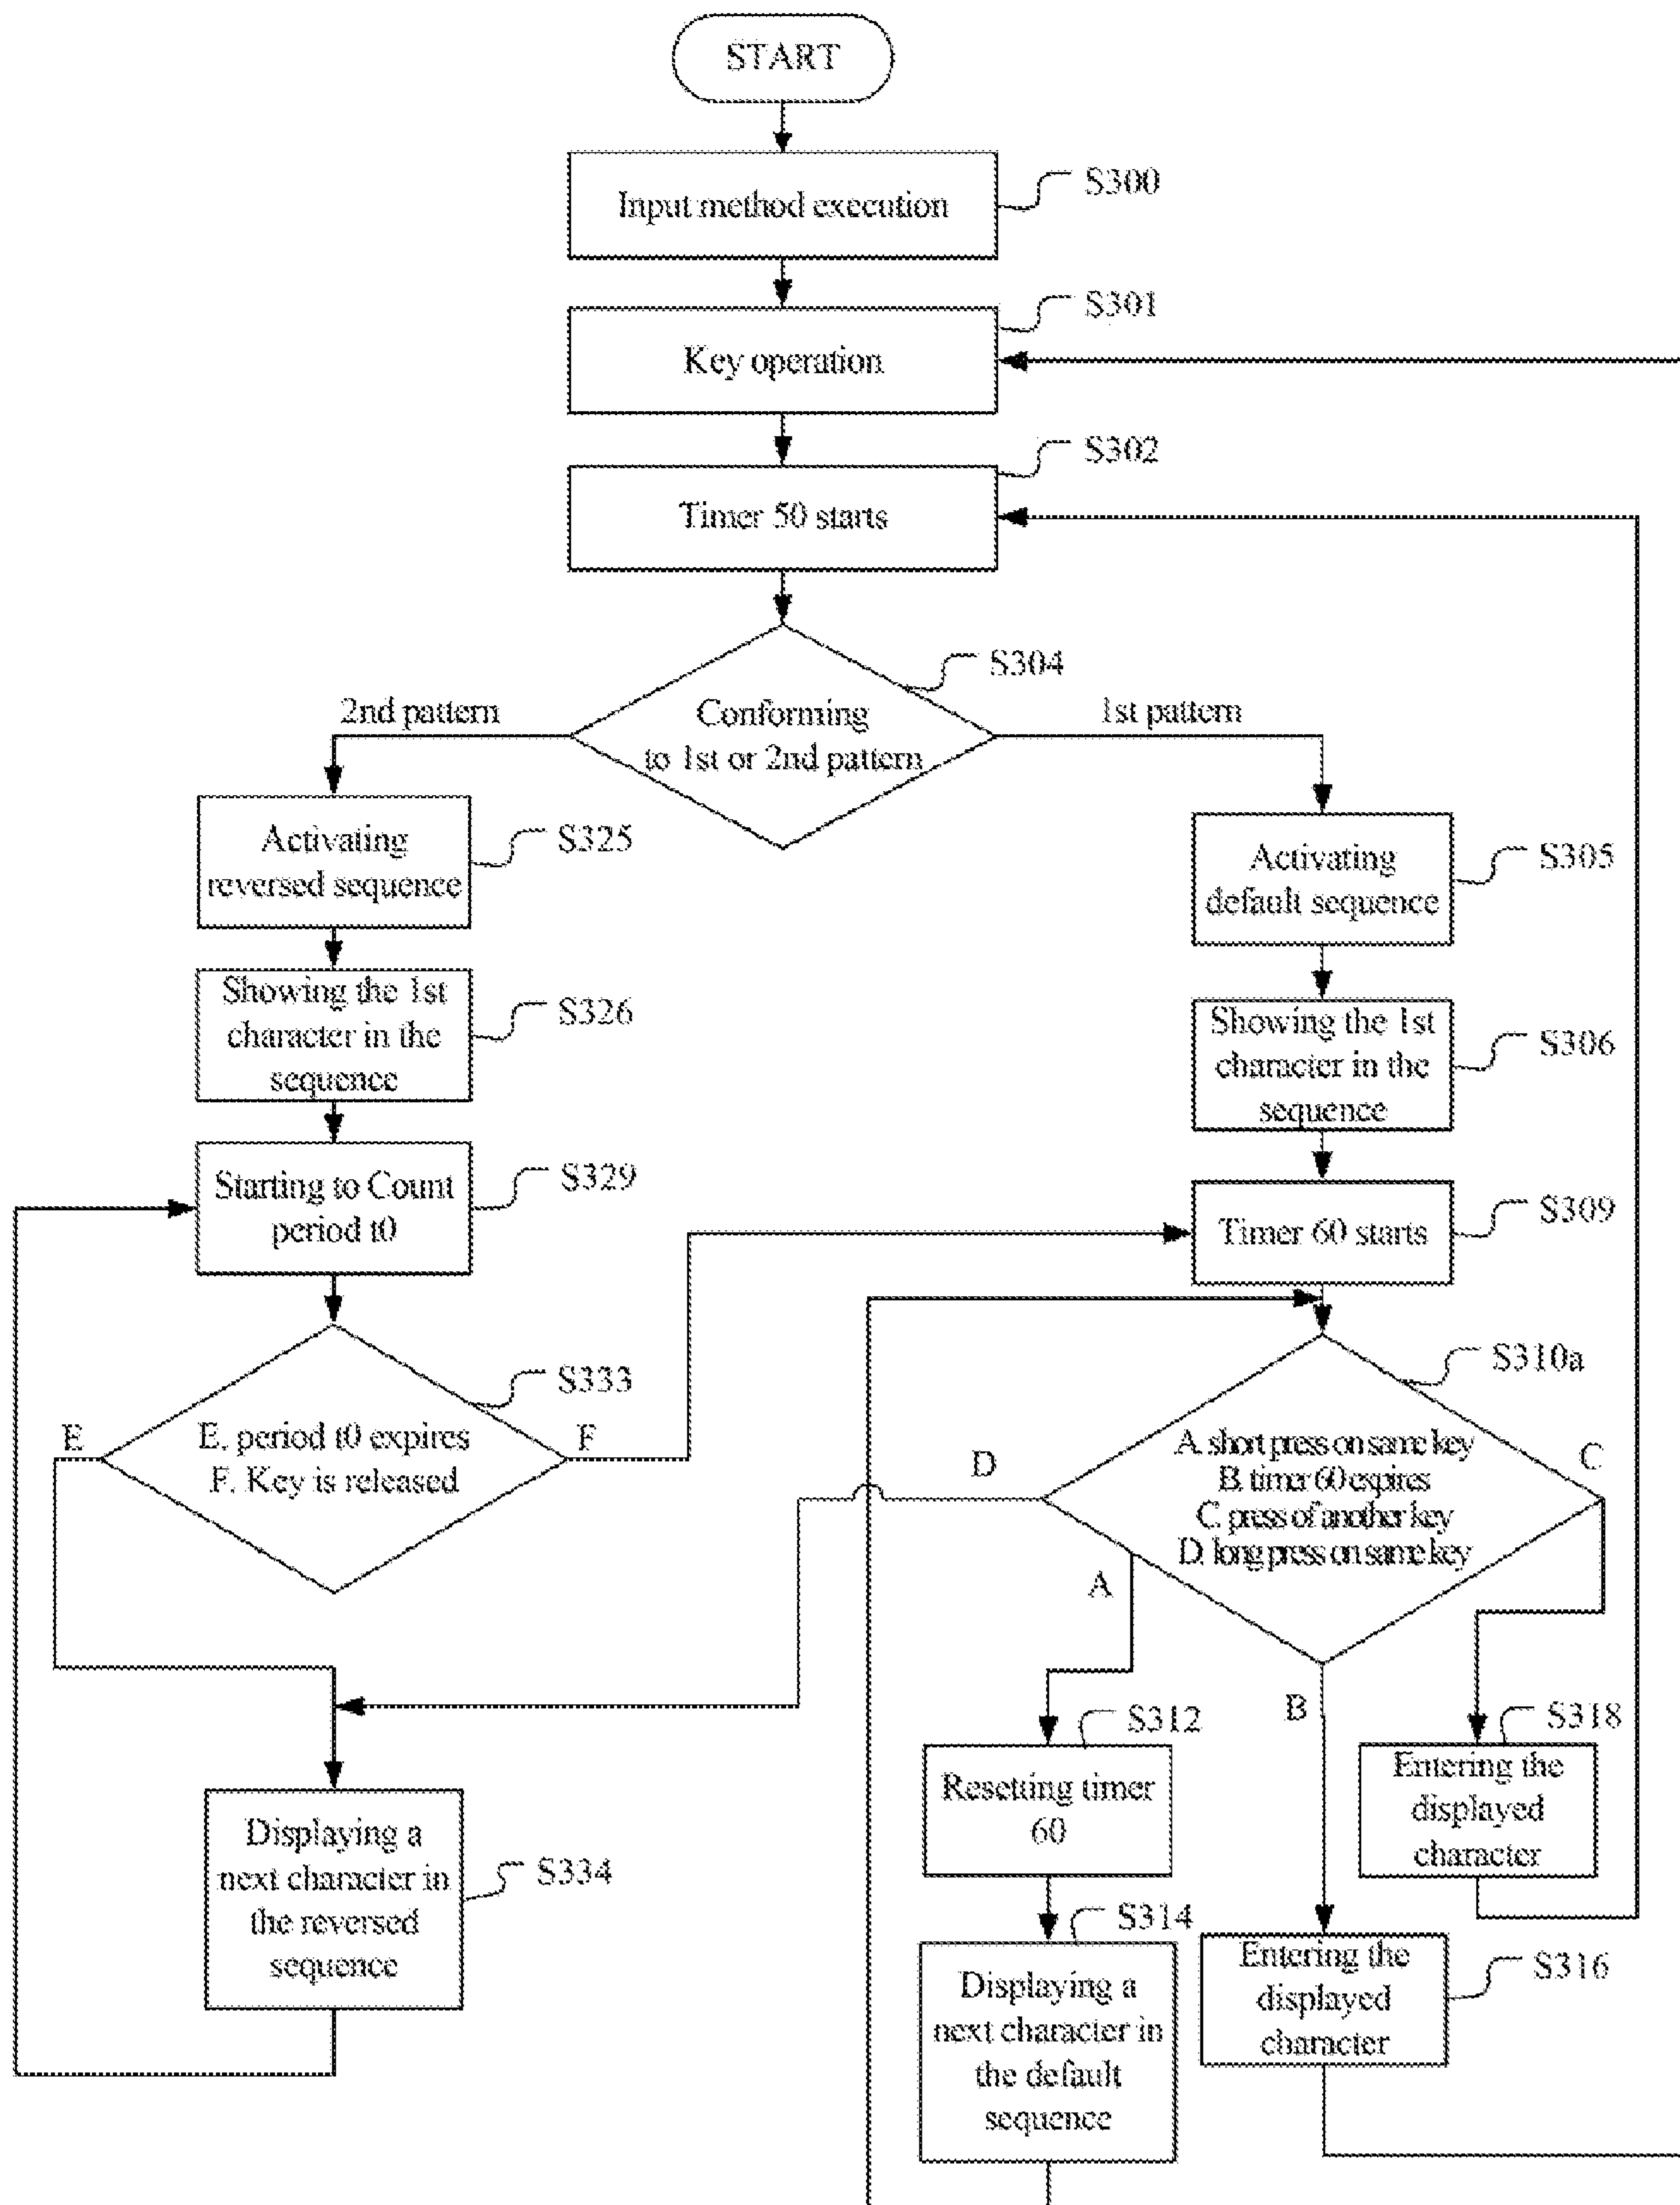 START
Input method execution
S300
Key operation
S301
Timer 50 starts
S302
Conforming
to 1st or 2nd pattern
S304
2nd pattern
1st pattern
Activating
reversed sequence
S325
Activating
default sequence
S305
Showing the 1st
character in the
sequence
S326
Showing the 1st
character in the
sequence
S306
Starting to Count
period t0
S329
Timer 60 starts
S309
E. period t0 expires
F. Key is released
S333
E
F
A. short press on same key
B. timer 60 expires
C. press of another key
D. long press on same key
S310a
D
C
A
B
Resetting timer
60
S312
Entering the
displayed
character
S318
Displaying a
next character in
the reversed
sequence
S334
Displaying a
next character in
the default
sequence
S314
Entering the
displayed
character
S316